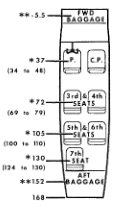 **-5.5 FWD BAGGAGE
*37 P. C.P.
(34 to 48)
*72 3rd & 4th SEATS
(69 to 79)
*105 5th & 6th SEATS
(100 to 110)
*130 7th SEAT
(124 to 130)
**152 AFT BAGGAGE
168